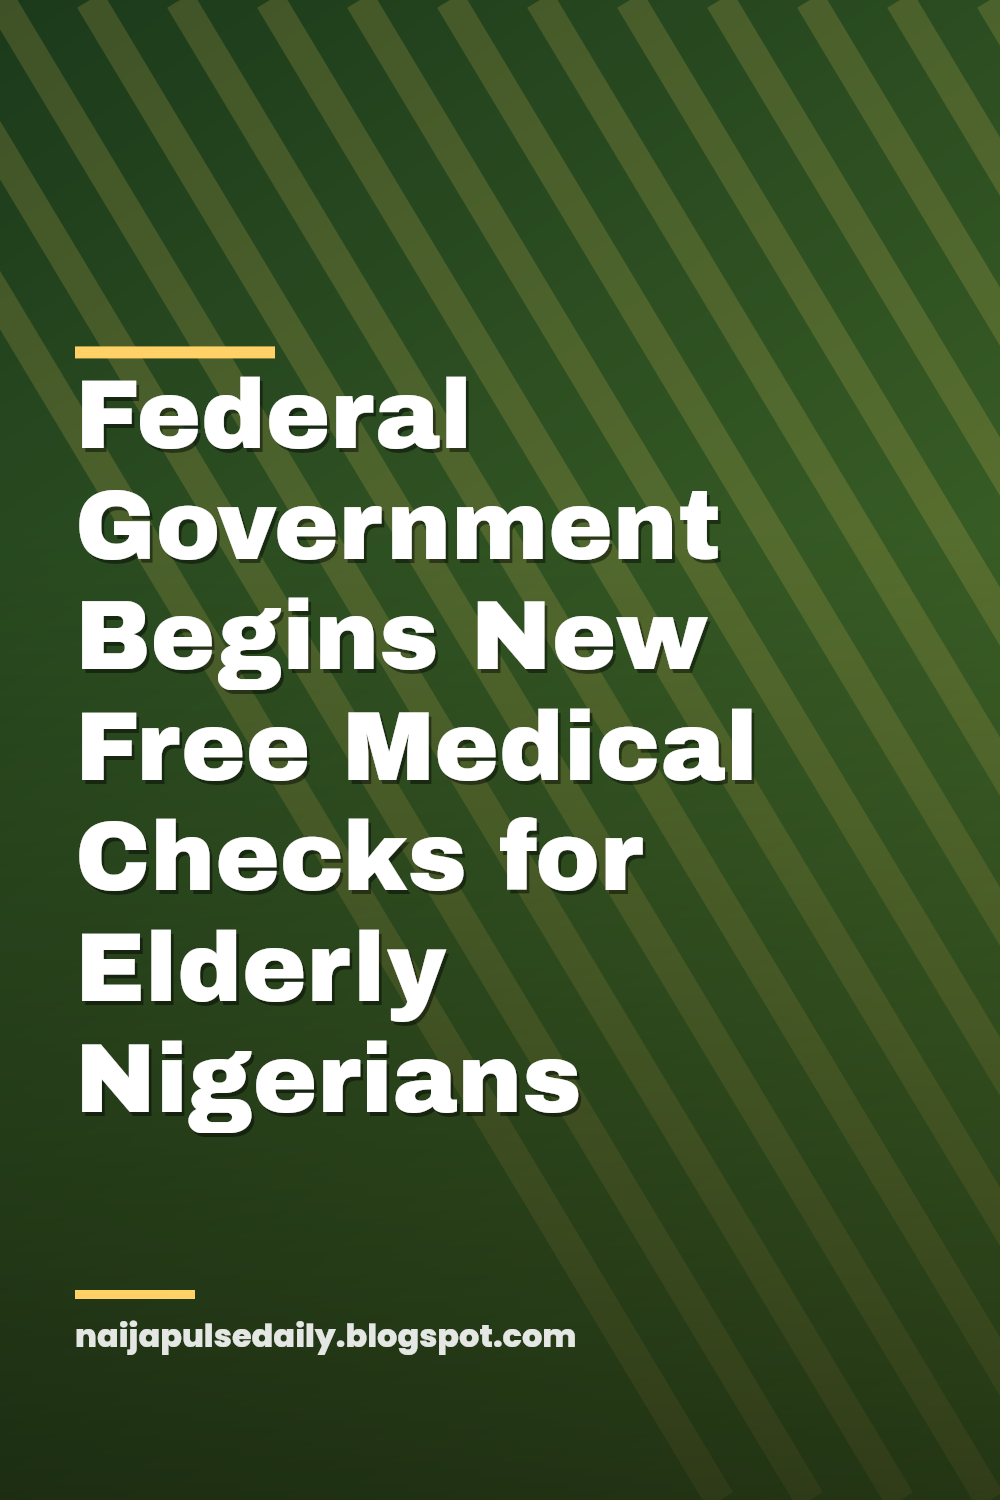 Federal
Government
Begins New
Free Medical
Checks for
Elderly
Nigerians
naijapulsedaily.blogspot.com